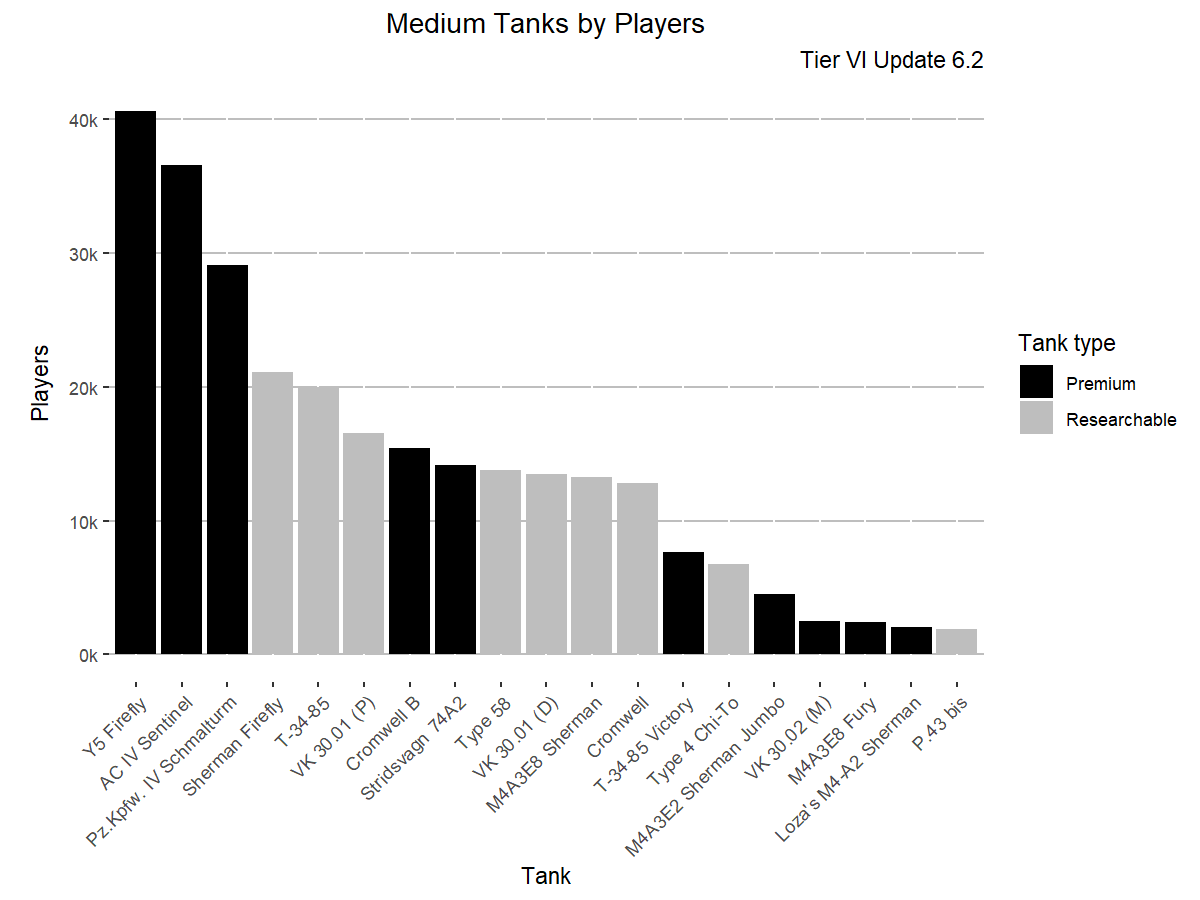 Medium Tanks by Players
Tier VI Update 6.2
40k
30k
20k
10k
0k
Players
Y5 Firefly
AC IV Sentinel
Pz.Kpfw. IV Schmalturm
Sherman Firefly
T-34-85
VK 30.01 (P)
Cromwell B
Stridsvagn 74A2
Type 58
VK 30.01 (D)
M4A3E8 Sherman
Cromwell
T-34-85 Victory
Type 4 Chi-To
M4A3E2 Sherman Jumbo
VK 30.02 (M)
M4A3E8 Fury
Loza's M4-A2 Sherman
P.43 bis
Tank
Tank type
Premium
Researchable